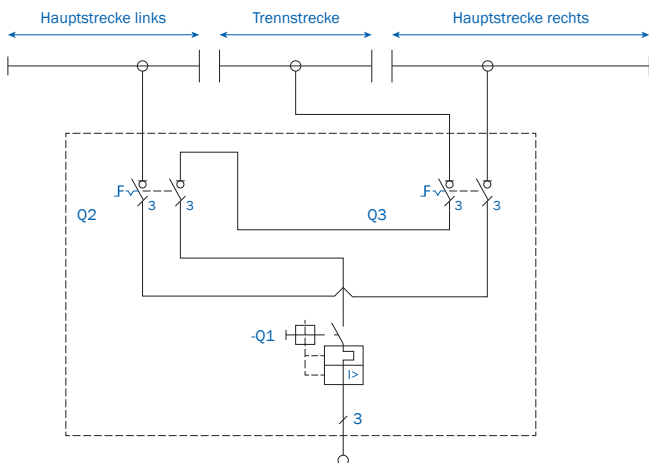 Hauptstrecke links
Trennstrecke
Hauptstrecke rechts
Q2
3
3
Q3
3
3
-Q1
I>
3